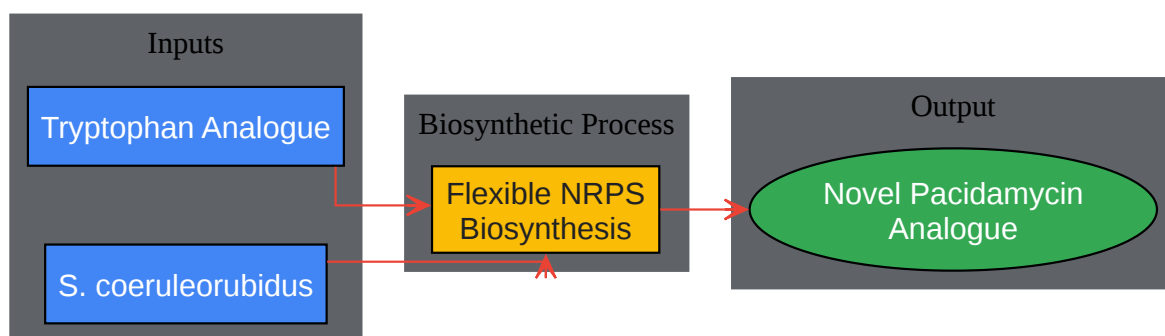 Inputs
Tryptophan Analogue
S. coeruleorubidus
Biosynthetic Process
Flexible NRPS
Biosynthesis
Output
Novel Pacidamycin
Analogue